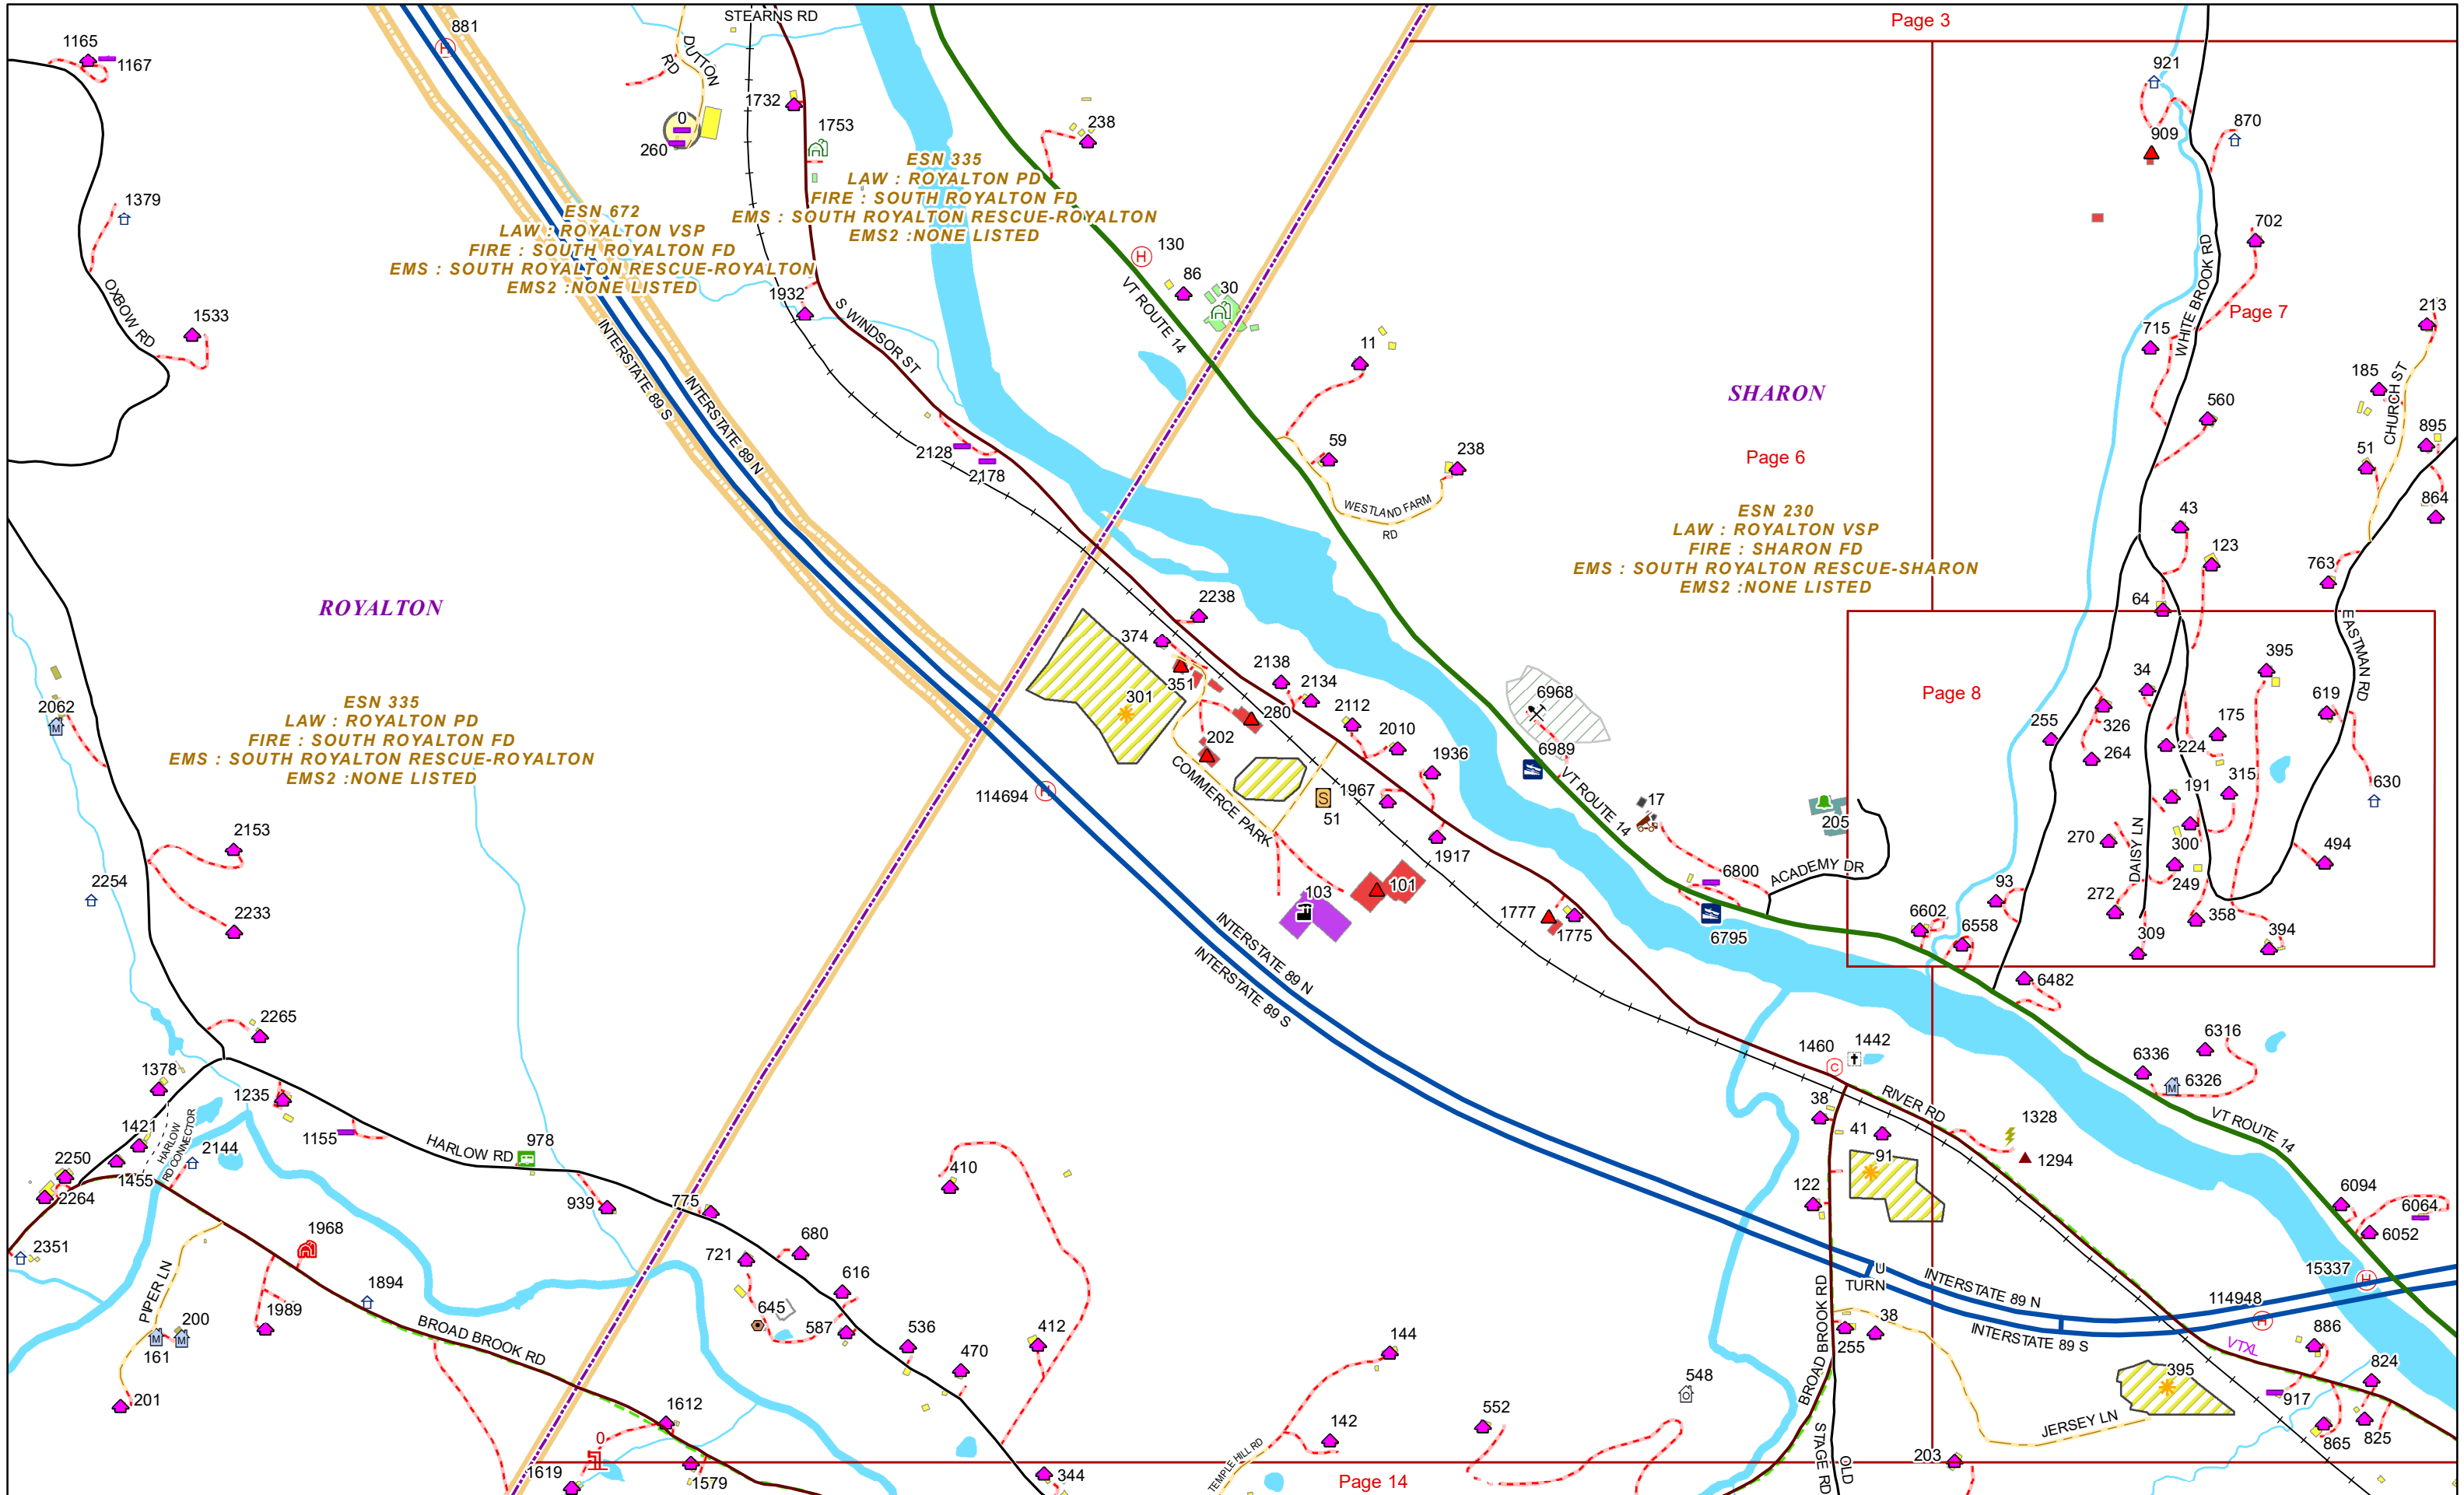 STEARNS RD
Page 3
881
1165
1167
DUTTON
RD
921
1732
0
238
870
1753
909
260
ESN 335
LAW : ROYALTON PD
FIRE : SOUTH ROYALTON FD
EMS : SOUTH ROYALTON RESCUE-ROYALTON
EMS2 :NONE LISTED
1379
ESN 672
LAW : ROYALTON VSP
FIRE : SOUTH ROYALTON FD
EMS : SOUTH ROYALTON RESCUE-ROYALTON
EMS2 :NONE LISTED
702
H
130
86
30
VT ROUTE 14
1932
OXBOW RD
1533
S WINDSOR ST
WHITE BROOK RD
Page 7
213
715
11
INTERSTATE 89 S
INTERSTATE 89 N
185
CHURCH ST
SHARON
560
59
238
895
51
2128
2178
Page 6
WESTLAND FARM
RD
864
43
ESN 230
LAW : ROYALTON VSP
FIRE : SHARON FD
EMS : SOUTH ROYALTON RESCUE-SHARON
EMS2 :NONE LISTED
123
763
64
ROYALTON
2238
374
EASTMAN RD
351
301
2138
2134
395
34
Page 8
6968
619
ESN 335
LAW : ROYALTON PD
FIRE : SOUTH ROYALTON FD
EMS : SOUTH ROYALTON RESCUE-ROYALTON
EMS2 :NONE LISTED
2062
M
280
2112
2010
202
326
175
255
224
264
6989
1936
COMMERCE PARK
VT ROUTE 14
114694
H
1967
S
51
17
191
315
630
205
2153
1917
270
DAISY LN
300
494
2254
103
101
6800
ACADEMY DR
93
249
272
358
2233
1777
1775
6795
6602
6558
309
394
INTERSTATE 89 N
INTERSTATE 89 S
6482
2265
1460
C
1442
6316
6336
M
6326
1378
1235
38
RIVER RD
1328
VT ROUTE 14
1421
HARLOW
RD CONNECTOR
1155
HARLOW RD
978
41
1294
2144
91
2250
1455
2264
410
939
775
122
6094
6064
6052
1968
2351
680
721
616
U
TURN
INTERSTATE 89 N
15337
H
114948
H
PIPER LN
1894
1989
200
M
M
161
645
587
BROAD BROOK RD
536
412
38
255
INTERSTATE 89 S
886
VTXL
470
144
BROAD BROOK RD
548
395
824
917
201
1612
142
552
JERSEY LN
865
825
0
TEMPLE HILL RD
STAGE RD
OLD
203
1619
1579
344
Page 14